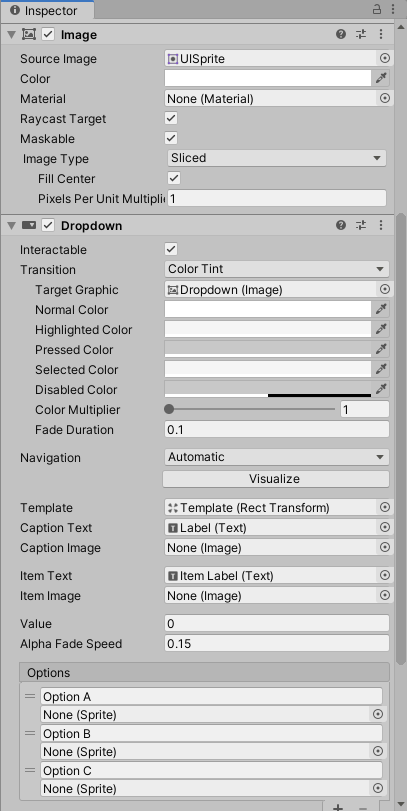 Inspector
Image
Source Image UISprite
Color
Material None (Material)
Raycast Target
Maskable
Image Type Sliced
Fill Center
Pixels Per Unit Multiplie 1
Dropdown
Interactable
Transition Color Tint
Target Graphic Dropdown (Image)
Normal Color
Highlighted Color
Pressed Color
Selected Color
Disabled Color
Color Multiplier 1
Fade Duration 0.1
Navigation Automatic
Visualize
Template Template (Rect Transform)
Caption Text Label (Text)
Caption Image None (Image)
Item Text Item Label (Text)
Item Image None (Image)
Value 0
Alpha Fade Speed 0.15
Options
Option A
None (Sprite)
Option B
None (Sprite)
Option C
None (Sprite)